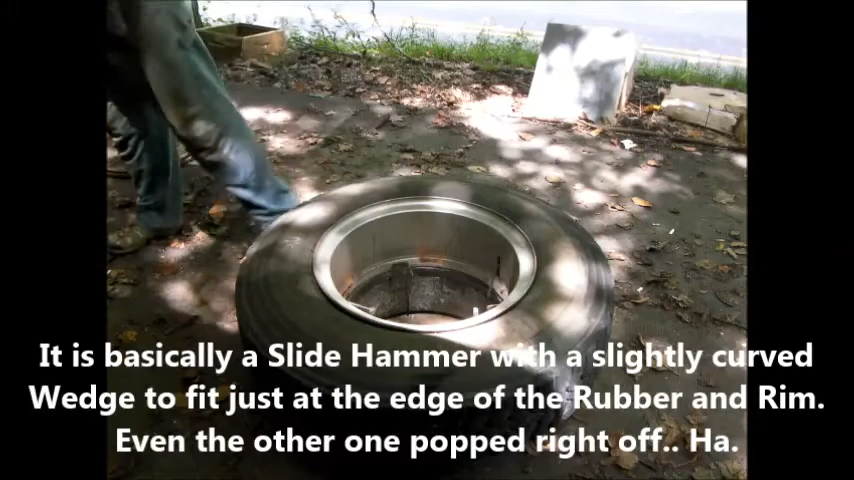 It is basically a Slide HAMMER with a slightly curved
Wedge to fit just at the edge of the Rubber and Rim.
Even the other one popped right off.. Ha.